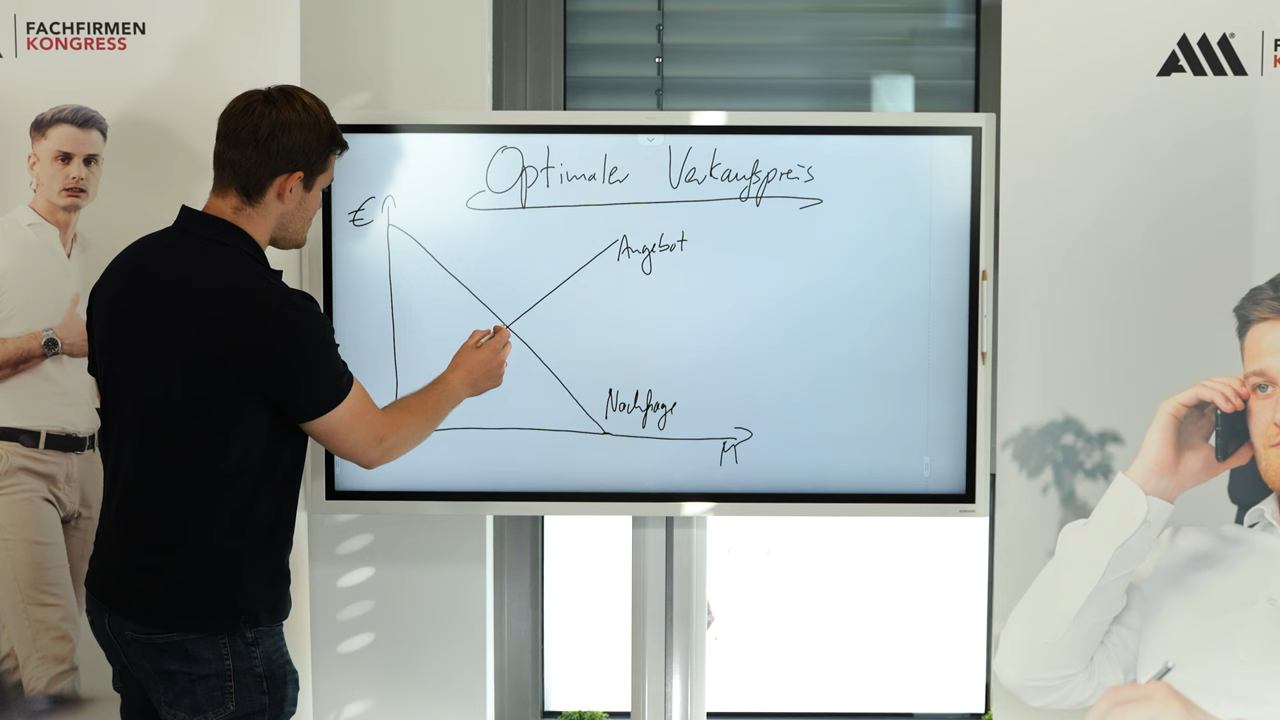 FACHFIRMEN
KONGRESS
Optimaler Verkaufspreis
€
Angebot
Nachfrage
M